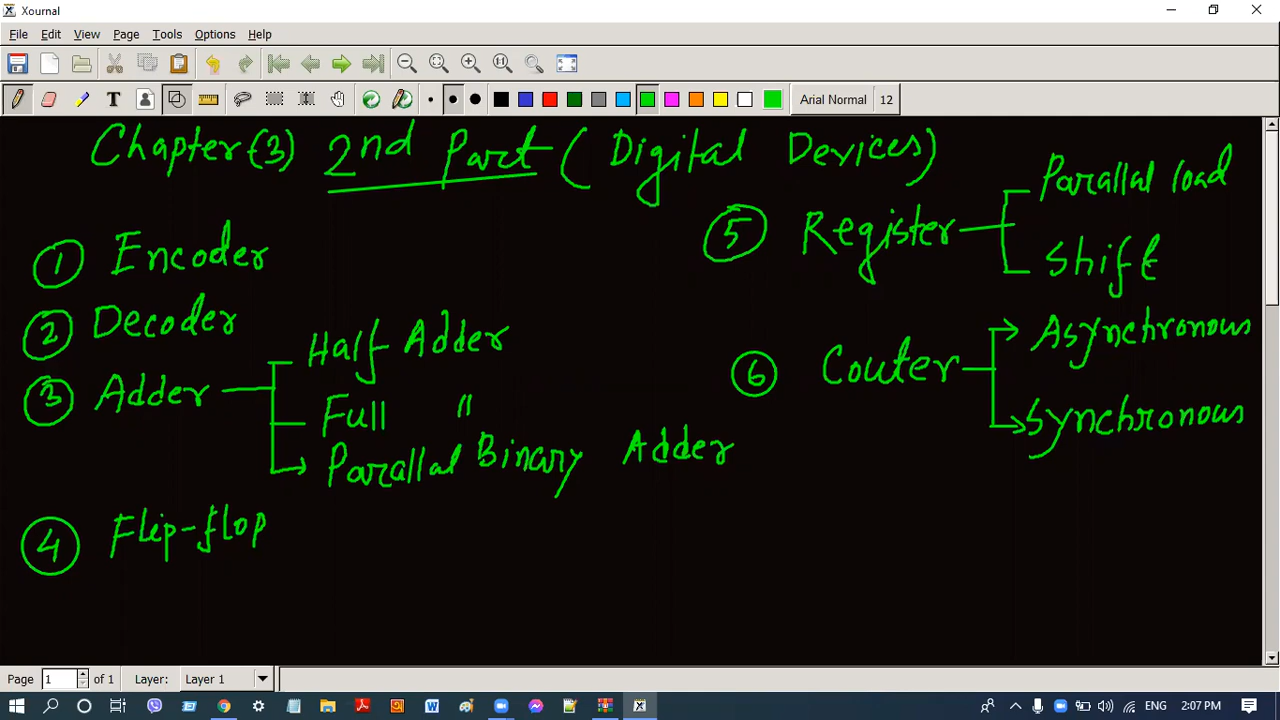 Xournal
File Edit View Page Tools Options Help
Arial Normal 12
Chapter(3) 2nd Part (Digital Devices)
1 Encoder
2 Decoder
3 Adder
Half Adder
Full "
Parallal Binary Adder
4 Flip-flop
5 Register
Parallal load
Shift
6 Couter
Asynchronous
Synchronous
Page 1 of 1 Layer: Layer 1
ENG 2:07 PM